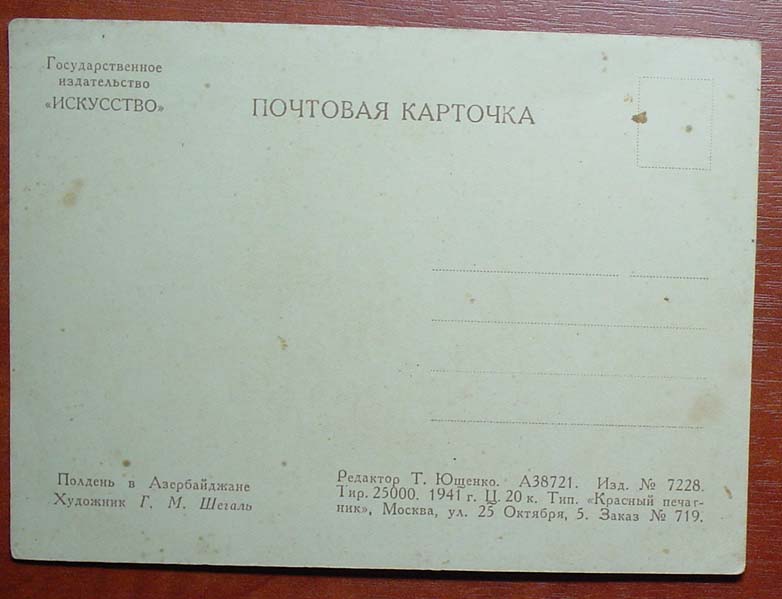 Государственное
издательство
«ИСКУССТВО»
ПОЧТОВАЯ КАРТОЧКА
Полдень в Азербайджане
Художник Г. М. Шегаль
Редактор Т. Ющенко. А38721. Изд. № 7228.
Тир. 25000. 1941 г. Ц. 20 к. Тип. «Красный печат-
ник», Москва, ул. 25 Октября, 5. Заказ № 719.